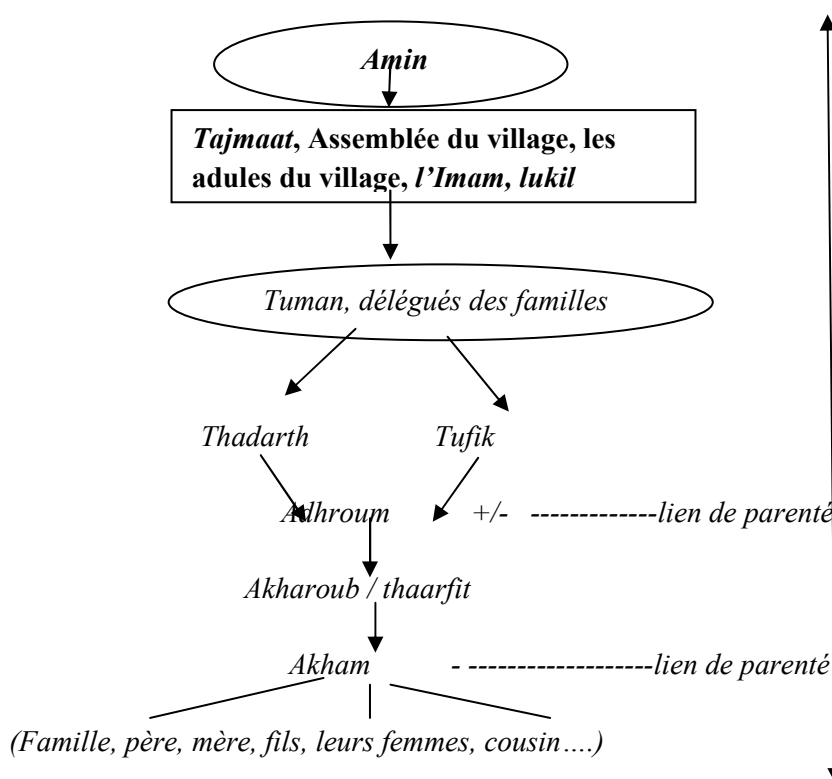 Amin
Tajmaat, Assemblée du village, les
adules du village, l'Imam, lukil
Tuman, délégués des familles
Thadarth Tufik
Adhroum +/- -------------lien de parenté
Akharoub / thaarfit
Akham - -------------------lien de parenté
(Famille, père, mère, fils, leurs femmes, cousin….)